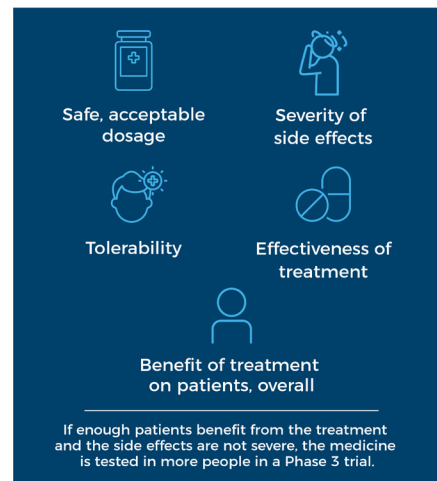 Safe, acceptable
dosage
Severity of
side effects
Tolerability
Effectiveness of
treatment
Benefit of treatment
on patients, overall
If enough patients benefit from the treatment
and the side effects are not severe, the medicine
is tested in more people in a Phase 3 trial.